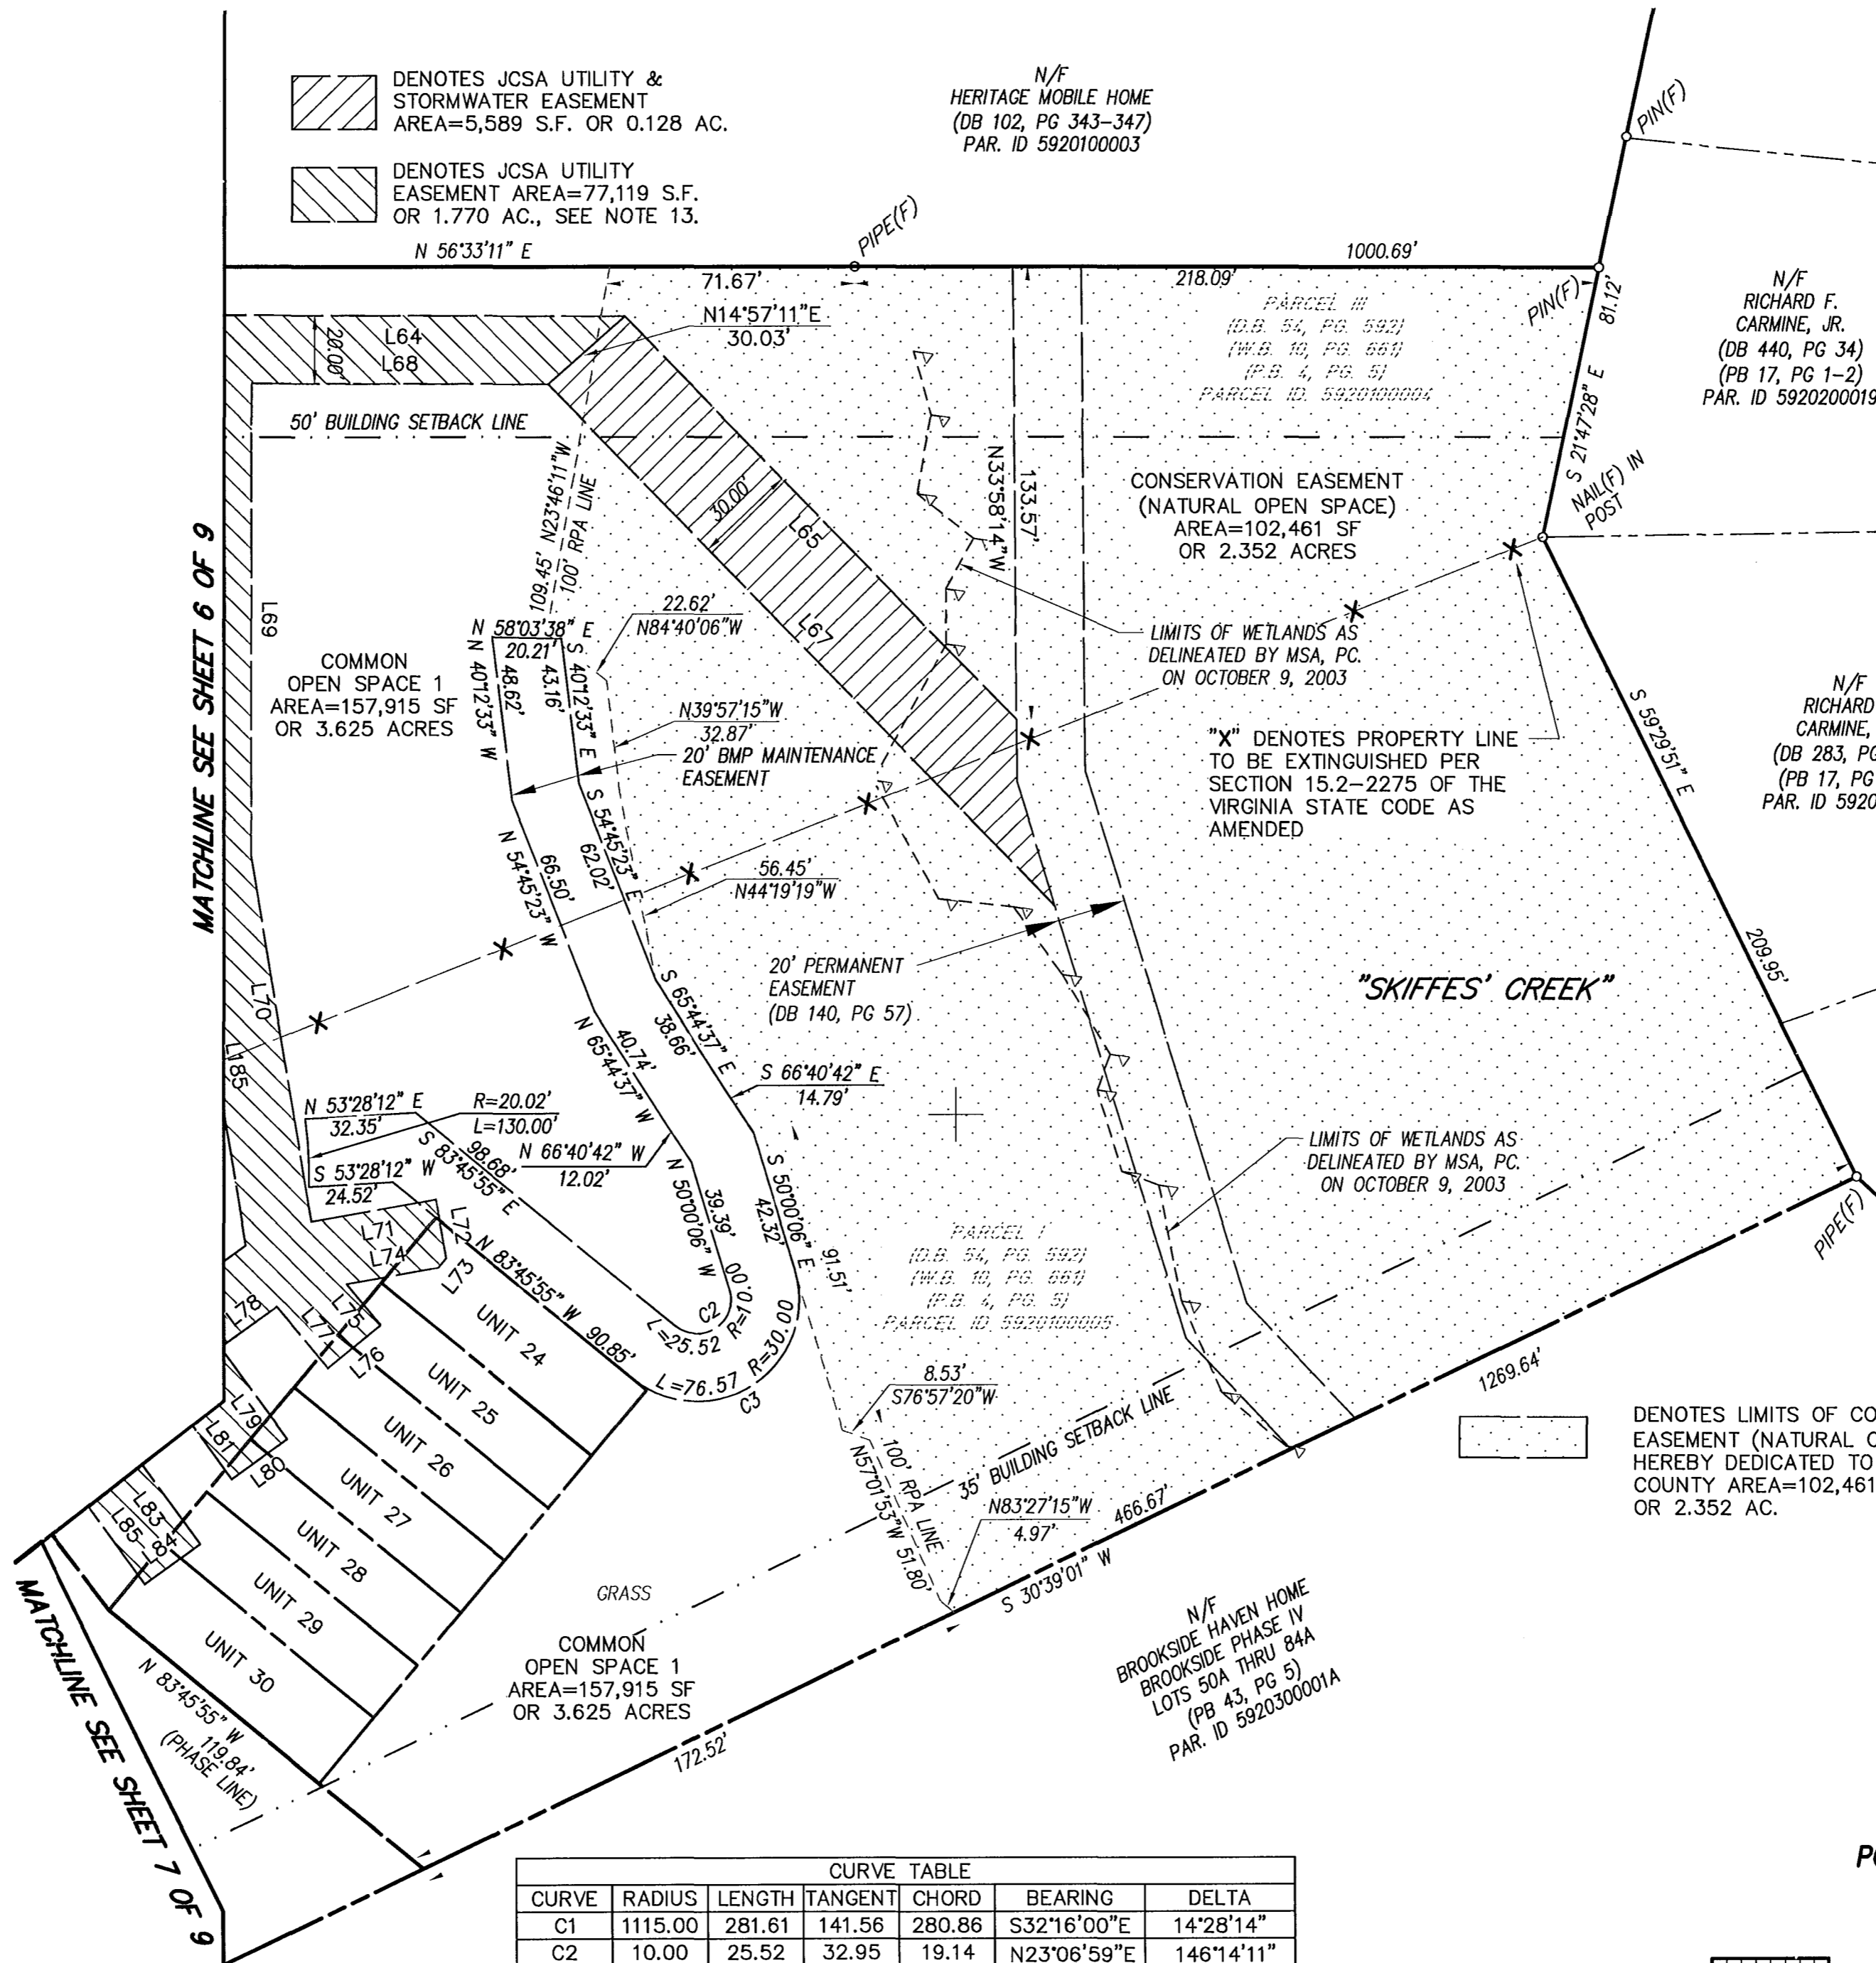 DENOTES JCSA UTILITY &
STORMWATER EASEMENT
AREA=5,589 S.F. OR 0.128 AC.
DENOTES JCSA UTILITY
EASEMENT AREA=77,119 S.F.
OR 1.770 AC., SEE NOTE 13.
N/F
HERITAGE MOBILE HOME
(DB 102, PG 343-347)
PAR. ID 5920100003
PIN(F)
PIPE(F)
N 56°33'11" E
1000.69'
71.67'
218.09'
PIN(F)
81.12'
S 21°47'28" E
N/F
RICHARD F.
CARMINE, JR.
(DB 440, PG 34)
(PB 17, PG 1-2)
PAR. ID 5920200019
PARCEL III
(D.B. 54, PG. 592)
(W.B. 10, PG. 661)
(P.B. 4, PG. 5)
PARCEL ID. 5920100004
N14°57'11"E
30.03'
20.00'
L64
L68
50' BUILDING SETBACK LINE
NAIL(F) IN
POST
N33°58'14"W
133.57'
CONSERVATION EASEMENT
(NATURAL OPEN SPACE)
AREA=102,461 SF
OR 2.352 ACRES
109.45' N23°46'11"W
100' RPA LINE
30.00'
L65
L67
MATCHLINE SEE SHEET 6 OF 9
L69
22.62'
N84°40'06"W
N 58°03'38" E
20.21'
N 40°12'33" W
48.62'
43.16'
S 40°12'33" E
COMMON
OPEN SPACE 1
AREA=157,915 SF
OR 3.625 ACRES
LIMITS OF WETLANDS AS
DELINEATED BY MSA, PC.
ON OCTOBER 9, 2003
N39°57'15"W
32.87'
20' BMP MAINTENANCE
EASEMENT
"X" DENOTES PROPERTY LINE
TO BE EXTINGUISHED PER
SECTION 15.2-2275 OF THE
VIRGINIA STATE CODE AS
AMENDED
S 59°29'51" E
209.95'
N/F
RICHARD
CARMINE,
(DB 283, PG
(PB 17, PG
PAR. ID 5920
S 54°45'23" E
62.02'
66.50'
N 54°45'23" W
56.45'
N44°19'19"W
20' PERMANENT
EASEMENT
(DB 140, PG 57)
"SKIFFES' CREEK"
L70
L185
S 65°44'37" E
38.66'
40.74'
N 65°44'37" W
S 66°40'42" E
14.79'
N 53°28'12" E
32.35'
R=20.02'
L=130.00'
S 53°28'12" W
24.52'
98.68'
S 83°45'55" E
N 66°40'42" W
12.02'
39.39'
N 50°00'06" W
S 50°00'06" E
42.32'
91.51'
LIMITS OF WETLANDS AS
DELINEATED BY MSA, PC.
ON OCTOBER 9, 2003
PIPE(F)
PARCEL I
(D.B. 54, PG. 592)
(W.B. 10, PG. 661)
(P.B. 4, PG. 5)
PARCEL ID. 5920100005
L71
L74
L72
L73
L75
L76
L77
L78
L79
L80
L81
L83
L84
L85
N 83°45'55" W 90.85'
L=25.52
C2
R=10.00
L=76.57
R=30.00
C3
UNIT 24
UNIT 25
UNIT 26
UNIT 27
UNIT 28
UNIT 29
UNIT 30
8.53'
S76°57'20"W
35' BUILDING SETBACK LINE
1269.64'
100' RPA LINE
N57°01'53"W 51.80'
N83°27'15"W
4.97'
466.67'
S 30°39'01" W
DENOTES LIMITS OF CO
EASEMENT (NATURAL O
HEREBY DEDICATED TO
COUNTY AREA=102,461
OR 2.352 AC.
GRASS
COMMON
OPEN SPACE 1
AREA=157,915 SF
OR 3.625 ACRES
N/F
BROOKSIDE HAVEN HOME
BROOKSIDE PHASE IV
LOTS 50A THRU 84A
(PB 43, PG 5)
PAR. ID 5920300001A
N 83°45'55" W
119.84'
(PHASE LINE)
172.52'
MATCHLINE SEE SHEET 7 OF 9
CURVE TABLE
CURVE RADIUS LENGTH TANGENT CHORD BEARING DELTA
C1 1115.00 281.61 141.56 280.86 S32°16'00"E 14°28'14"
C2 10.00 25.52 32.95 19.14 N23°06'59"E 146°14'11"